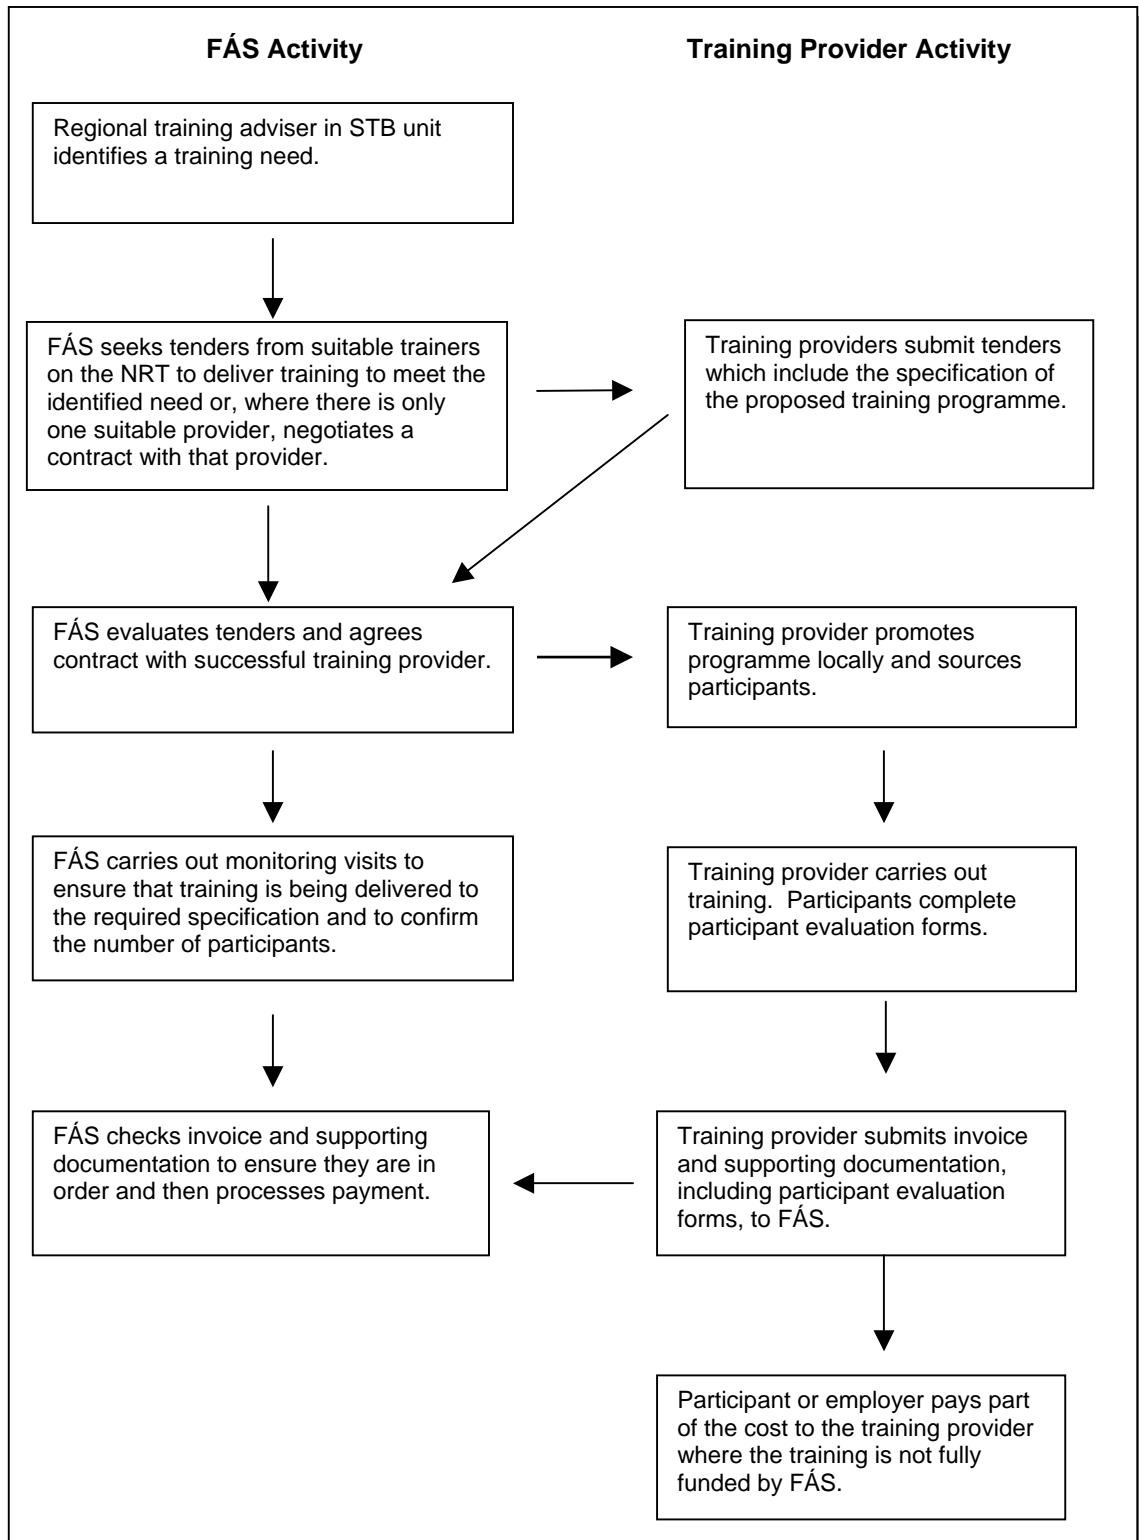 FÁS Activity
Training Provider Activity
Regional training adviser in STB unit
identifies a training need.
FÁS seeks tenders from suitable trainers
on the NRT to deliver training to meet the
identified need or, where there is only
one suitable provider, negotiates a
contract with that provider.
Training providers submit tenders
which include the specification of
the proposed training programme.
FÁS evaluates tenders and agrees
contract with successful training provider.
Training provider promotes
programme locally and sources
participants.
FÁS carries out monitoring visits to
ensure that training is being delivered to
the required specification and to confirm
the number of participants.
Training provider carries out
training.  Participants complete
participant evaluation forms.
FÁS checks invoice and supporting
documentation to ensure they are in
order and then processes payment.
Training provider submits invoice
and supporting documentation,
including participant evaluation
forms, to FÁS.
Participant or employer pays part
of the cost to the training provider
where the training is not fully
funded by FÁS.